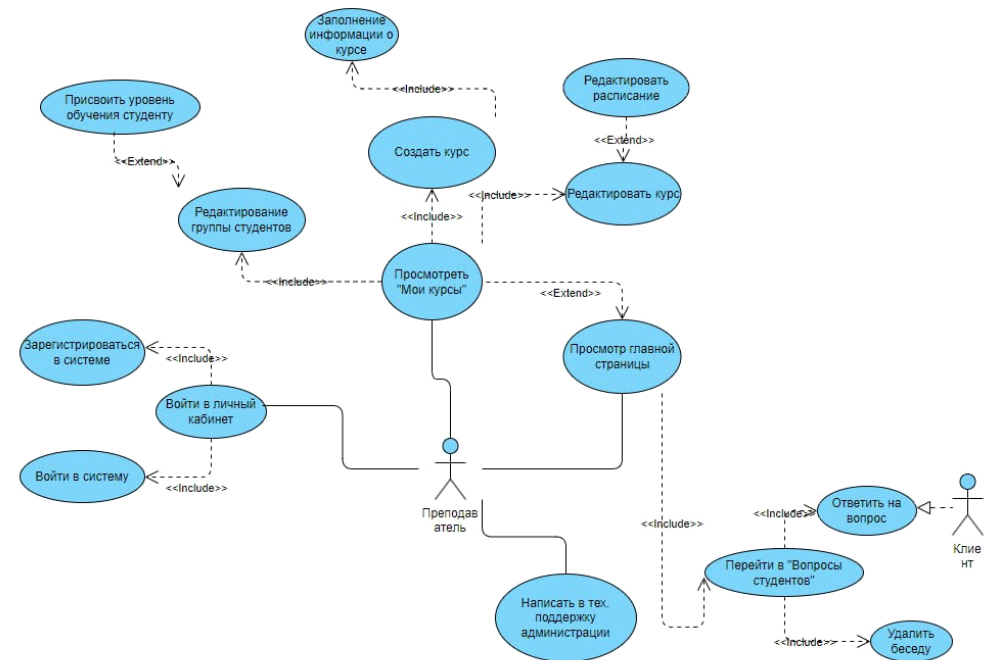 Заполнение
информации о
курсе
<<Include>>
Редактировать
расписание
Присвоить уровень
обучения студенту
<<Extend>>
Создать курс
<<Extend>>
<<Include>>
Редактировать курс
Редактирование
группы студентов
<<Include>>
<<Include>>
Просмотреть
"Мои курсы"
<<Extend>>
Зарегистрироваться
в системе
<<Include>>
Просмотр главной
страницы
Войти в личный
кабинет
Войти в систему
<<Include>>
Преподав
атель
<<Include>>
<<Include>>
Ответить на
вопрос
Клие
нт
Перейти в "Вопросы
студентов"
Написать в тех.
поддержку
администрации
<<Include>>
Удалить
беседу